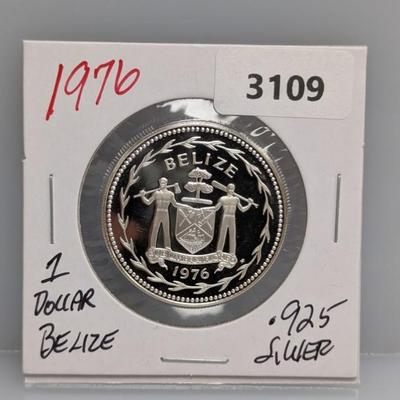 1976
3109
BELIZE
1976
1
DOLLAR
BELIZE
.925
SILVER